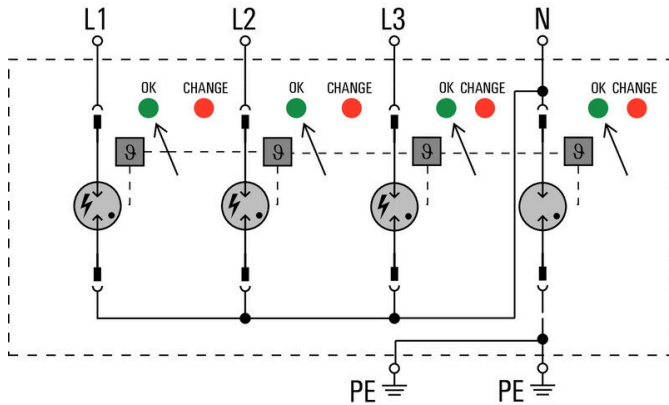 L1 L2 L3 N
OK CHANGE OK CHANGE OK CHANGE OK CHANGE
ϑ ϑ ϑ ϑ
PE PE